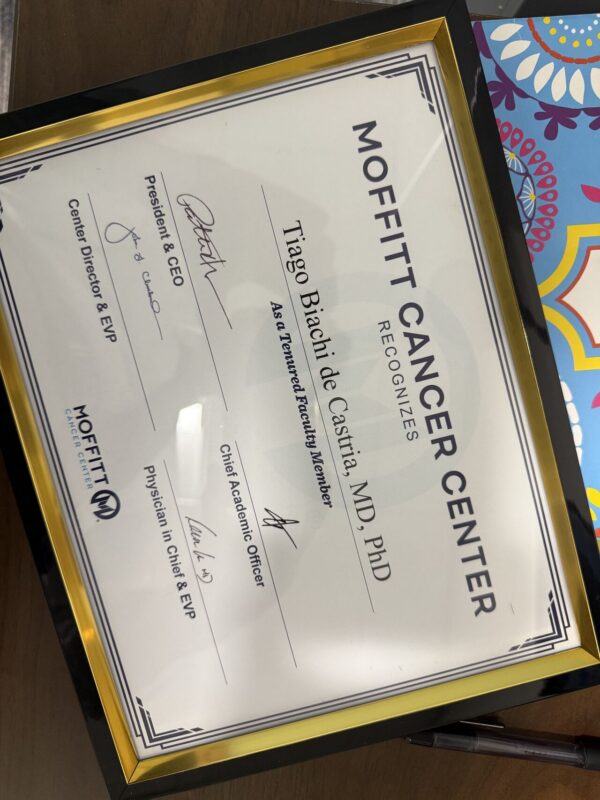 MOFFITT CANCER CENTER
RECOGNIZES
Tiago Biachi de Castria, MD, PhD
As a Tenured Faculty Member
President & CEO
Chief Academic Officer
Center Director & EVP
Physician in Chief & EVP
MOFFITT
CANCER CENTER